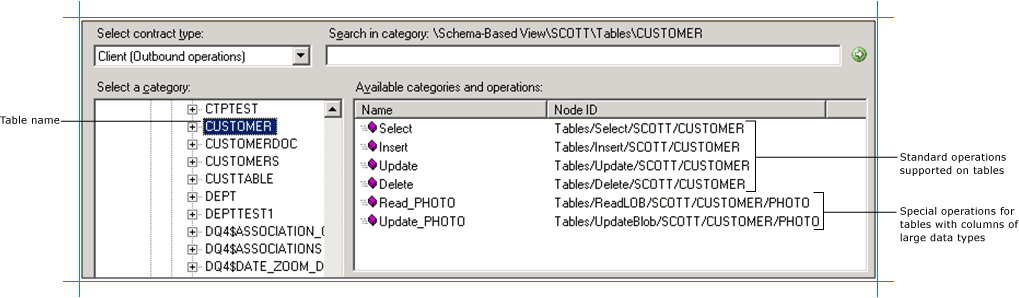 Select contract type:
Search in category: \Schema-Based View\SCOTT\Tables\CUSTOMER
Client (Outbound operations)
Select a category:
Available categories and operations:
Table name
CTPTEST
CUSTOMER
CUSTOMERDOC
CUSTOMERS
CUSTTABLE
DEPT
DEPTTEST1
DQ4$ASSOCIATION_
DQ4$ASSOCIATIONS
DQ4$DATE_ZOOM_D
Name Node ID
Select Tables/Select/SCOTT/CUSTOMER
Insert Tables/Insert/SCOTT/CUSTOMER
Update Tables/Update/SCOTT/CUSTOMER
Delete Tables/Delete/SCOTT/CUSTOMER
Read_PHOTO Tables/ReadLOB/SCOTT/CUSTOMER/PHOTO
Update_PHOTO Tables/UpdateBlob/SCOTT/CUSTOMER/PHOTO
Standard operations
supported on tables
Special operations for
tables with columns of
large data types